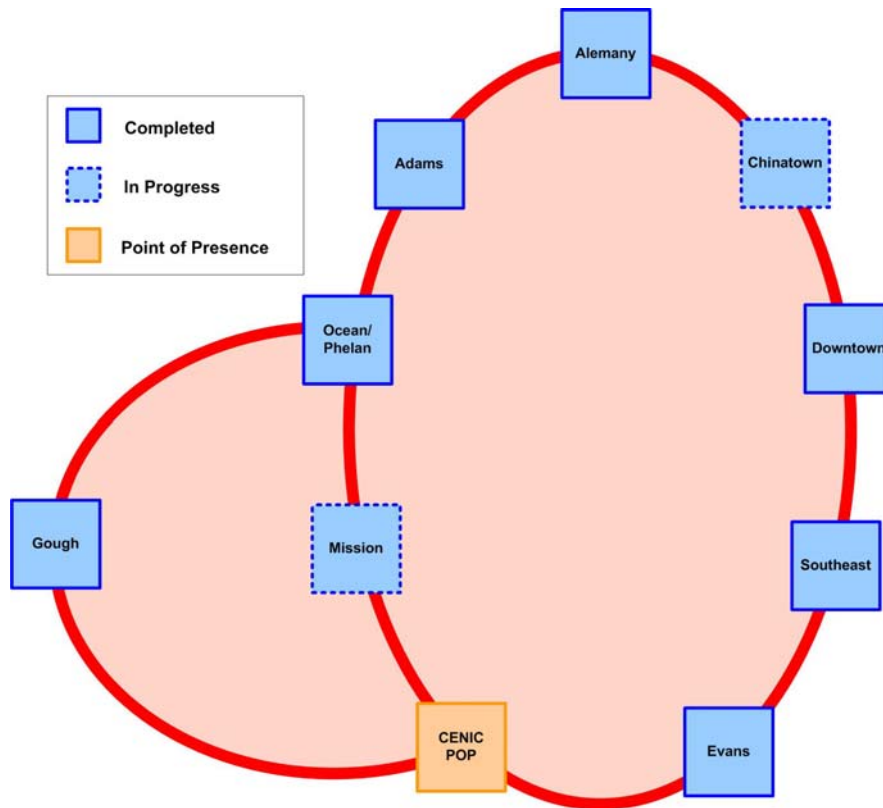 Alemany
Completed
In Progress
Point of Presence
Adams
Chinatown
Ocean/
Phelan
Downtown
Gough
Mission
Southeast
CENIC
POP
Evans